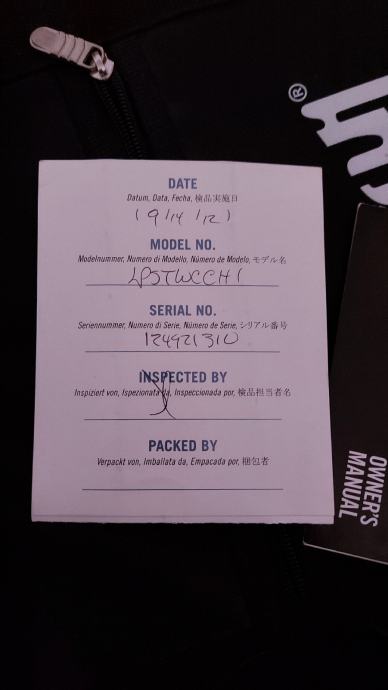 DATE
Datum, Data, Fecha, 検品実施日
( 9/14 /12 )
MODEL NO.
Modelnummer, Numero di Modello, Número de Modelo, モデル名
LPSTWCCH1
SERIAL NO.
Seriennummer, Numero di Serie, Número de Serie, シリアル番号
124921310
INSPECTED BY
Inspiziert von, Ispezionata da, Inspeccionada por, 検品担当者名
PACKED BY
Verpackt von, Imballata da, Empacada por, 梱包者
®
OWNER'S
MANUAL